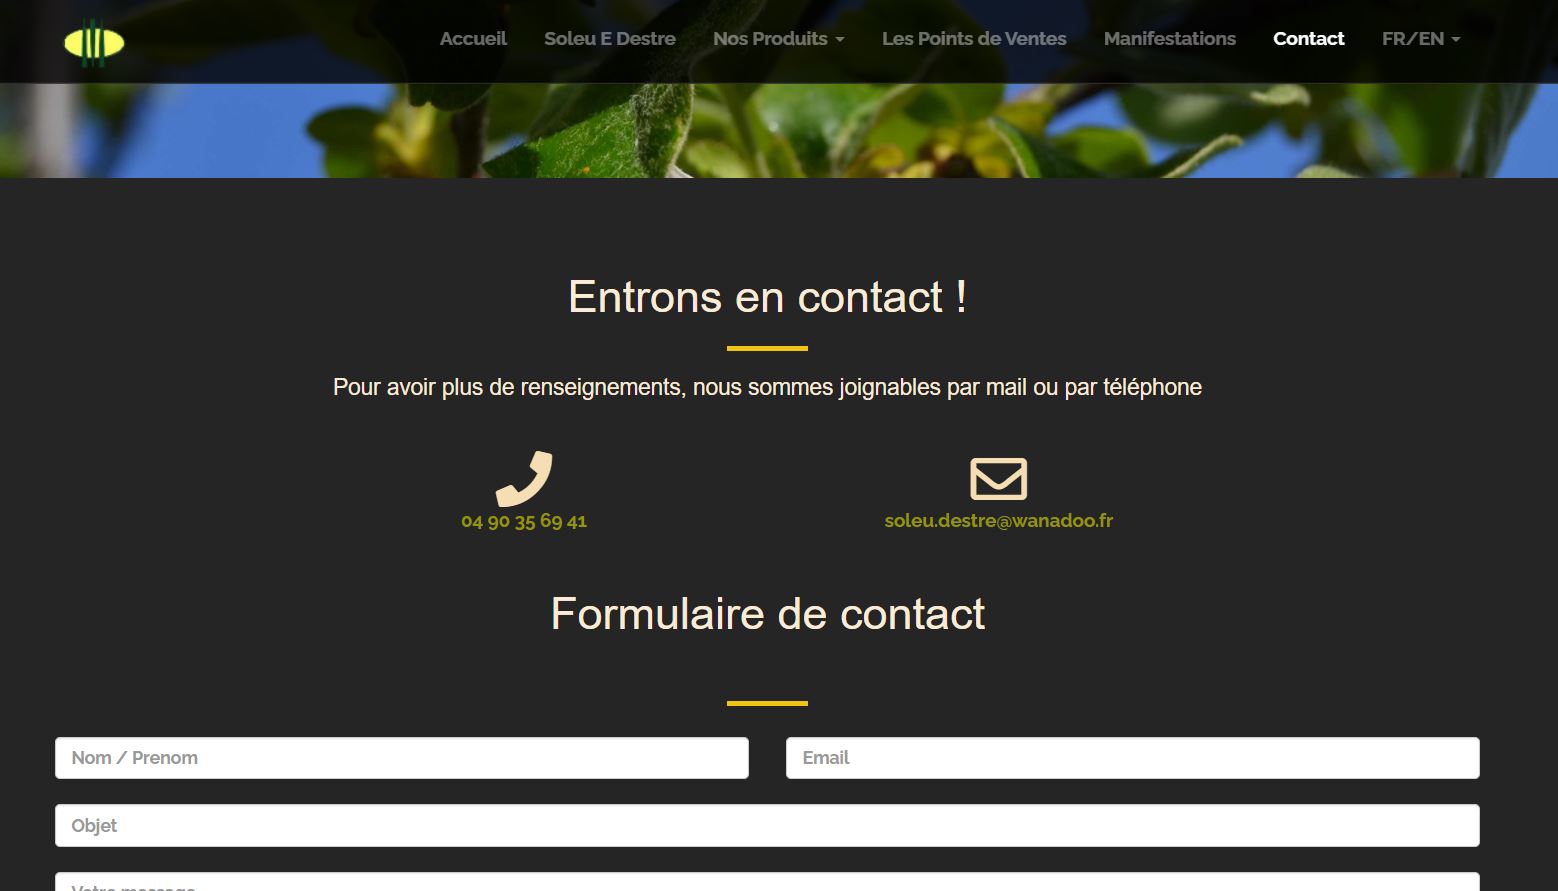 Accueil Soleu E Destre Nos Produits Les Points de Ventes Manifestations Contact FR/EN
Entrons en contact !
Pour avoir plus de renseignements, nous sommes joignables par mail ou par téléphone
04 90 35 69 41 soleu.destre@wanadoo.fr
Formulaire de contact
Nom / Prenom Email
Objet
Votre message